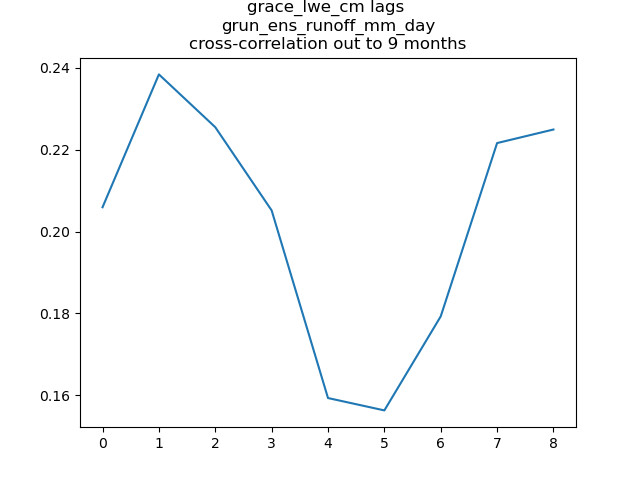 grace_lwe_cm lags
grun_ens_runoff_mm_day
cross-correlation out to 9 months
0.24
0.22
0.20
0.18
0.16
0 1 2 3 4 5 6 7 8